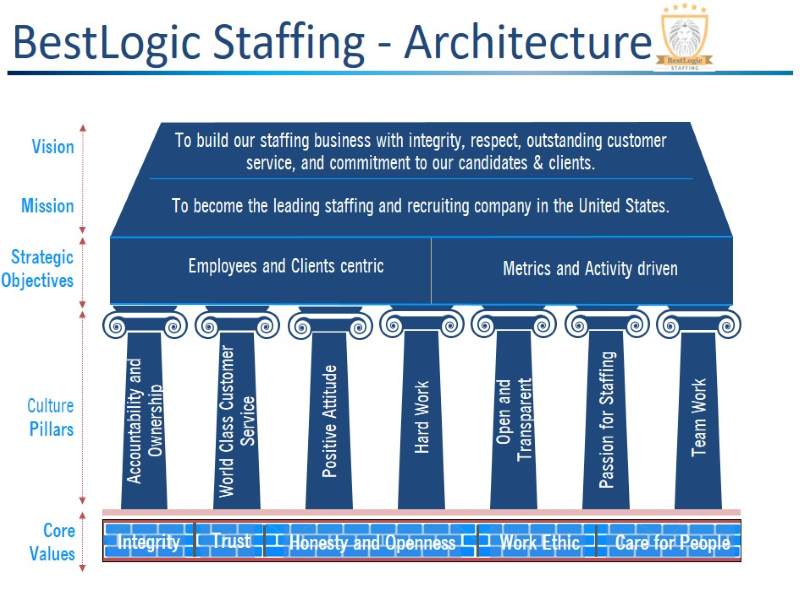 BestLogic Staffing - Architecture
BestLogic
STAFFING
Vision
To build our staffing business with integrity, respect, outstanding customer
service, and commitment to our candidates & clients.
Mission
To become the leading staffing and recruiting company in the United States.
Strategic
Objectives
Employees and Clients centric
Metrics and Activity driven
Culture
Pillars
Accountability and
Ownership
World Class Customer
Service
Positive Attitude
Hard Work
Open and
Transparent
Passion for Staffing
Team Work
Core
Values
Integrity
Trust
Honesty and Openness
Work Ethic
Care for People